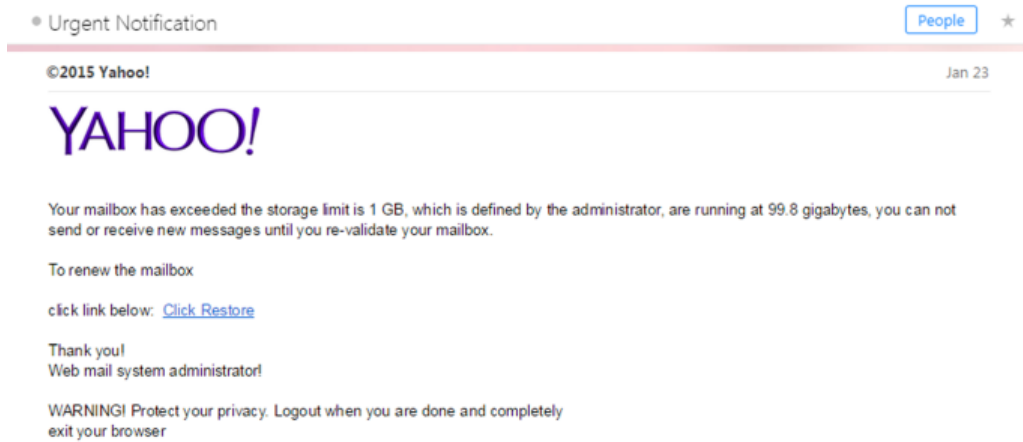 Urgent Notification People
©2015 Yahoo! Jan 23
YAHOO!
Your mailbox has exceeded the storage limit is 1 GB, which is defined by the administrator, are running at 99.8 gigabytes, you can not
send or receive new messages until you re-validate your mailbox.
To renew the mailbox
click link below: Click Restore
Thank you!
Web mail system administrator!
WARNING! Protect your privacy. Logout when you are done and completely
exit your browser